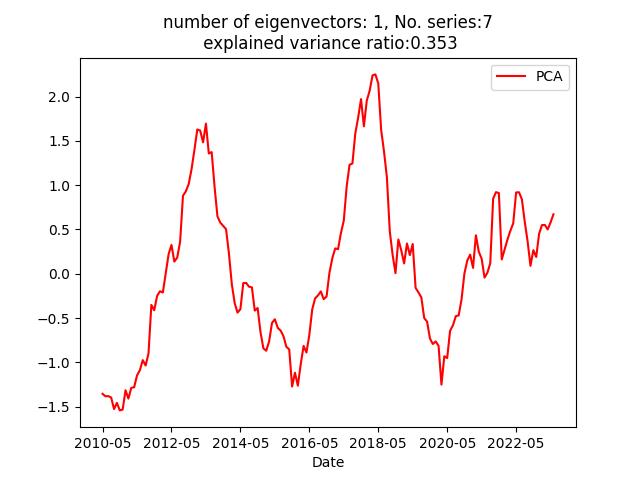 number of eigenvectors: 1, No. series:7
explained variance ratio:0.353
PCA
2.0
1.5
1.0
0.5
0.0
−0.5
−1.0
−1.5
2010-05 2012-05 2014-05 2016-05 2018-05 2020-05 2022-05
Date